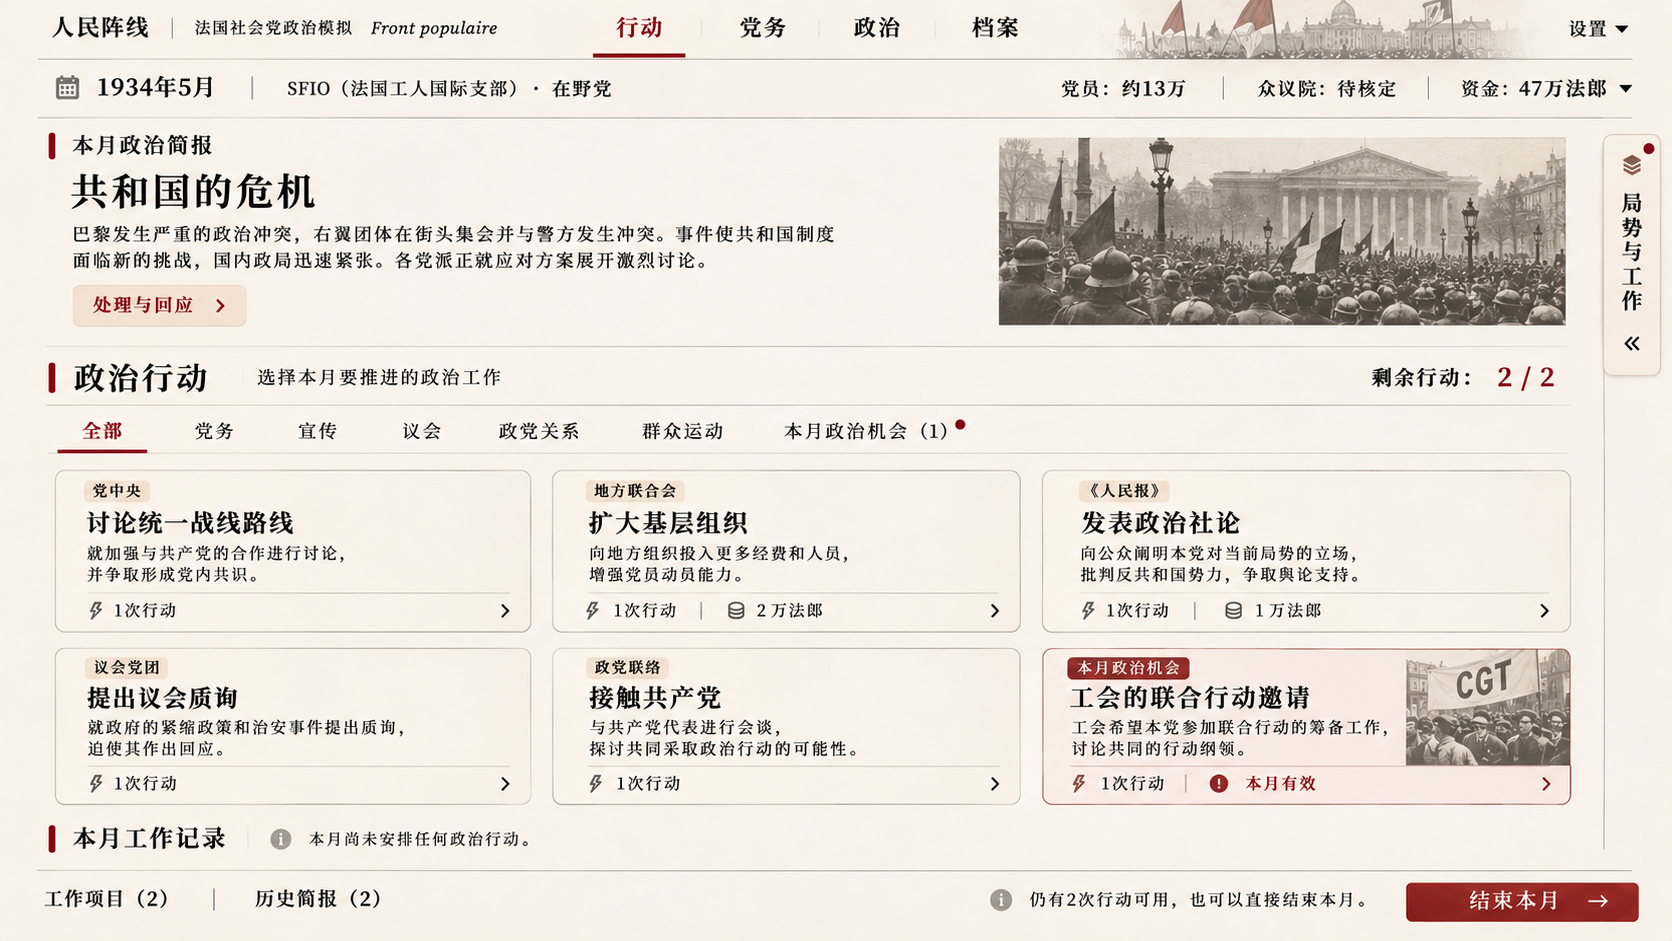 人民阵线
法国社会党政治模拟 Front populaire
行动 党务 政治 档案
设置
1934年5月
SFIO（法国工人国际支部）· 在野党
党员：约13万
众议院：待核定
资金：47万法郎
本月政治简报
共和国的危机
巴黎发生严重的政治冲突，右翼团体在街头集会并与警方发生冲突。事件使共和国制度
面临新的挑战，国内政局迅速紧张。各党派正就应对方案展开激烈讨论。
处理与回应
局势与工作
政治行动
选择本月要推进的政治工作
剩余行动： 2 / 2
全部 党务 宣传 议会 政党关系 群众运动 本月政治机会（1）
党中央
讨论统一战线路线
就加强与共产党的合作进行讨论，
并争取形成党内共识。
1次行动
地方联合会
扩大基层组织
向地方组织投入更多经费和人员，
增强党员动员能力。
1次行动 2 万法郎
《人民报》
发表政治社论
向公众阐明本党对当前局势的立场，
批判反共和国势力，争取舆论支持。
1次行动 1 万法郎
议会党团
提出议会质询
就政府的紧缩政策和治安事件提出质询，
迫使其作出回应。
1次行动
政党联络
接触共产党
与共产党代表进行会谈，
探讨共同采取政治行动的可能性。
1次行动
本月政治机会
工会的联合行动邀请
工会希望本党参加联合行动的筹备工作，
讨论共同的行动纲领。
CGT
1次行动 本月有效
本月工作记录
本月尚未安排任何政治行动。
工作项目（2）
历史简报（2）
仍有2次行动可用，也可以直接结束本月。
结束本月 →